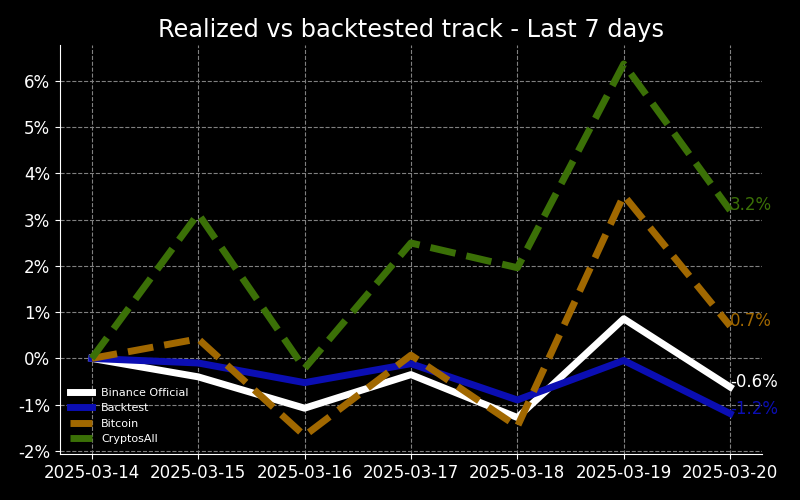 Realized vs backtested track - Last 7 days
6%
5%
4%
3%
2%
1%
0%
-1%
-2%
3.2%
0.7%
-0.6%
-1.2%
Binance Official
Backtest
Bitcoin
CryptosAll
2025-03-14 2025-03-15 2025-03-16 2025-03-17 2025-03-18 2025-03-19 2025-03-20